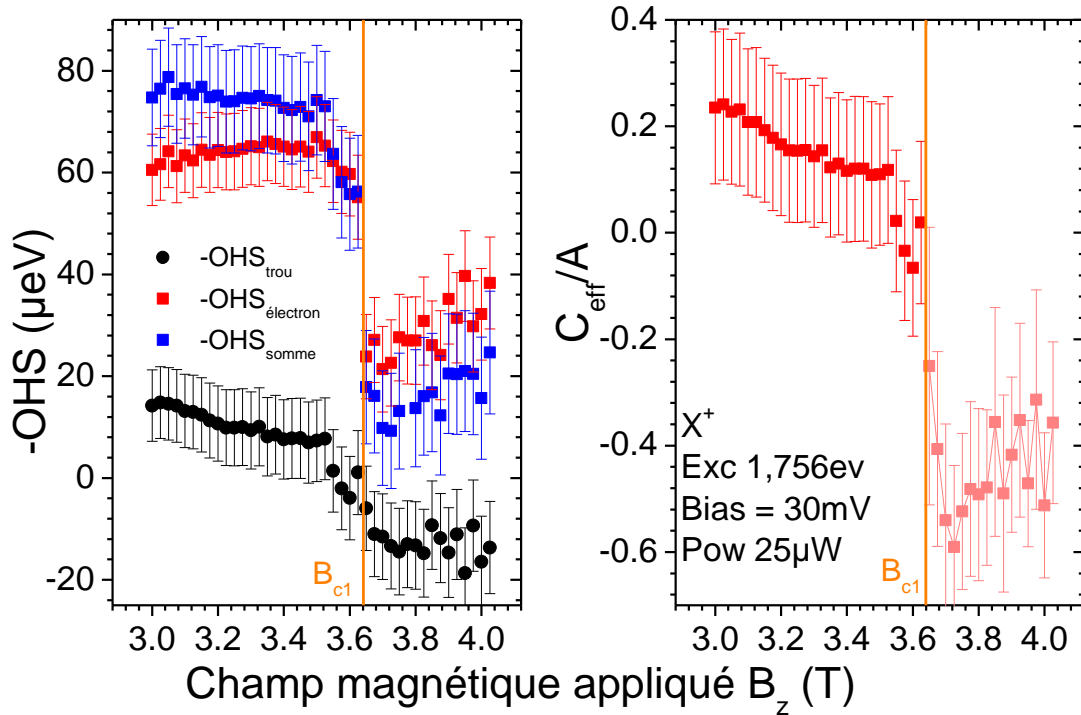 -OHS (µeV)
80
60
40
20
0
-20
-OHS_trou
-OHS_électron
-OHS_somme
B_c1
3.0 3.2 3.4 3.6 3.8 4.0
C_eff/A
0.4
0.2
0.0
-0.2
-0.4
-0.6
X⁺
Exc 1,756ev
Bias = 30mV
Pow 25µW
B_c1
3.0 3.2 3.4 3.6 3.8 4.0
Champ magnétique appliqué B_z (T)